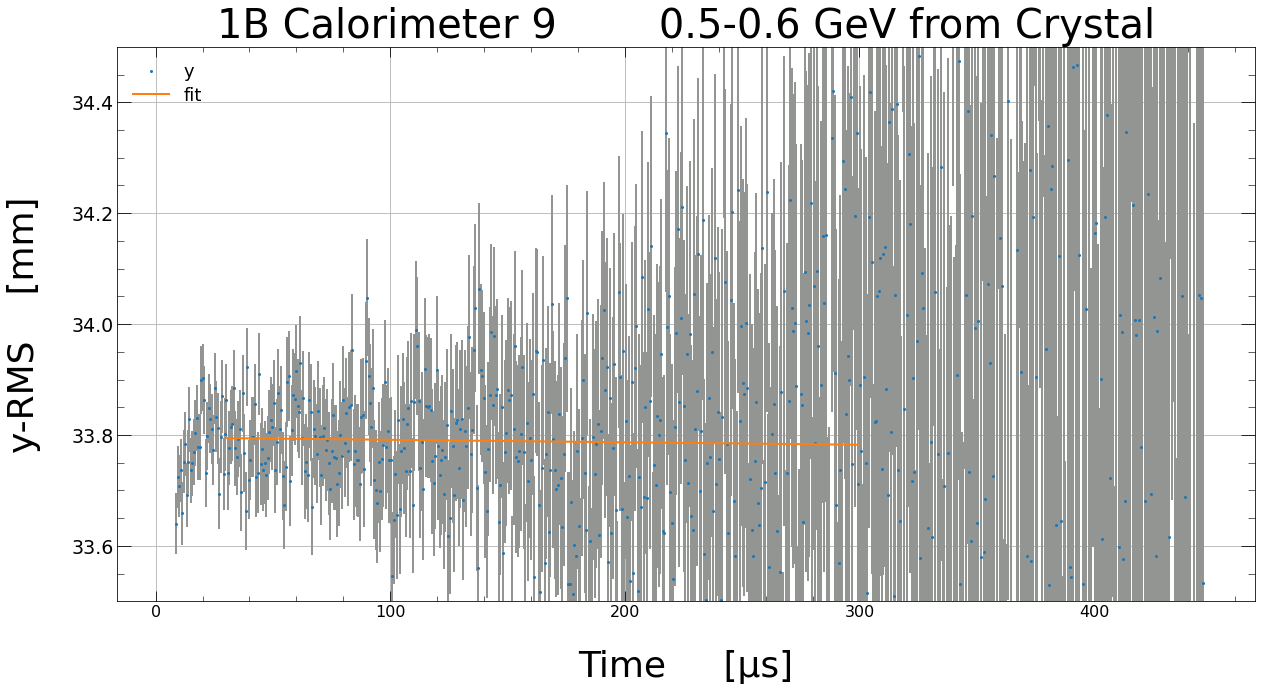 1B Calorimeter 9 0.5-0.6 GeV from Crystal
y
fit
34.4
34.2
34.0
33.8
33.6
y-RMS [mm]
0 100 200 300 400
Time [μs]